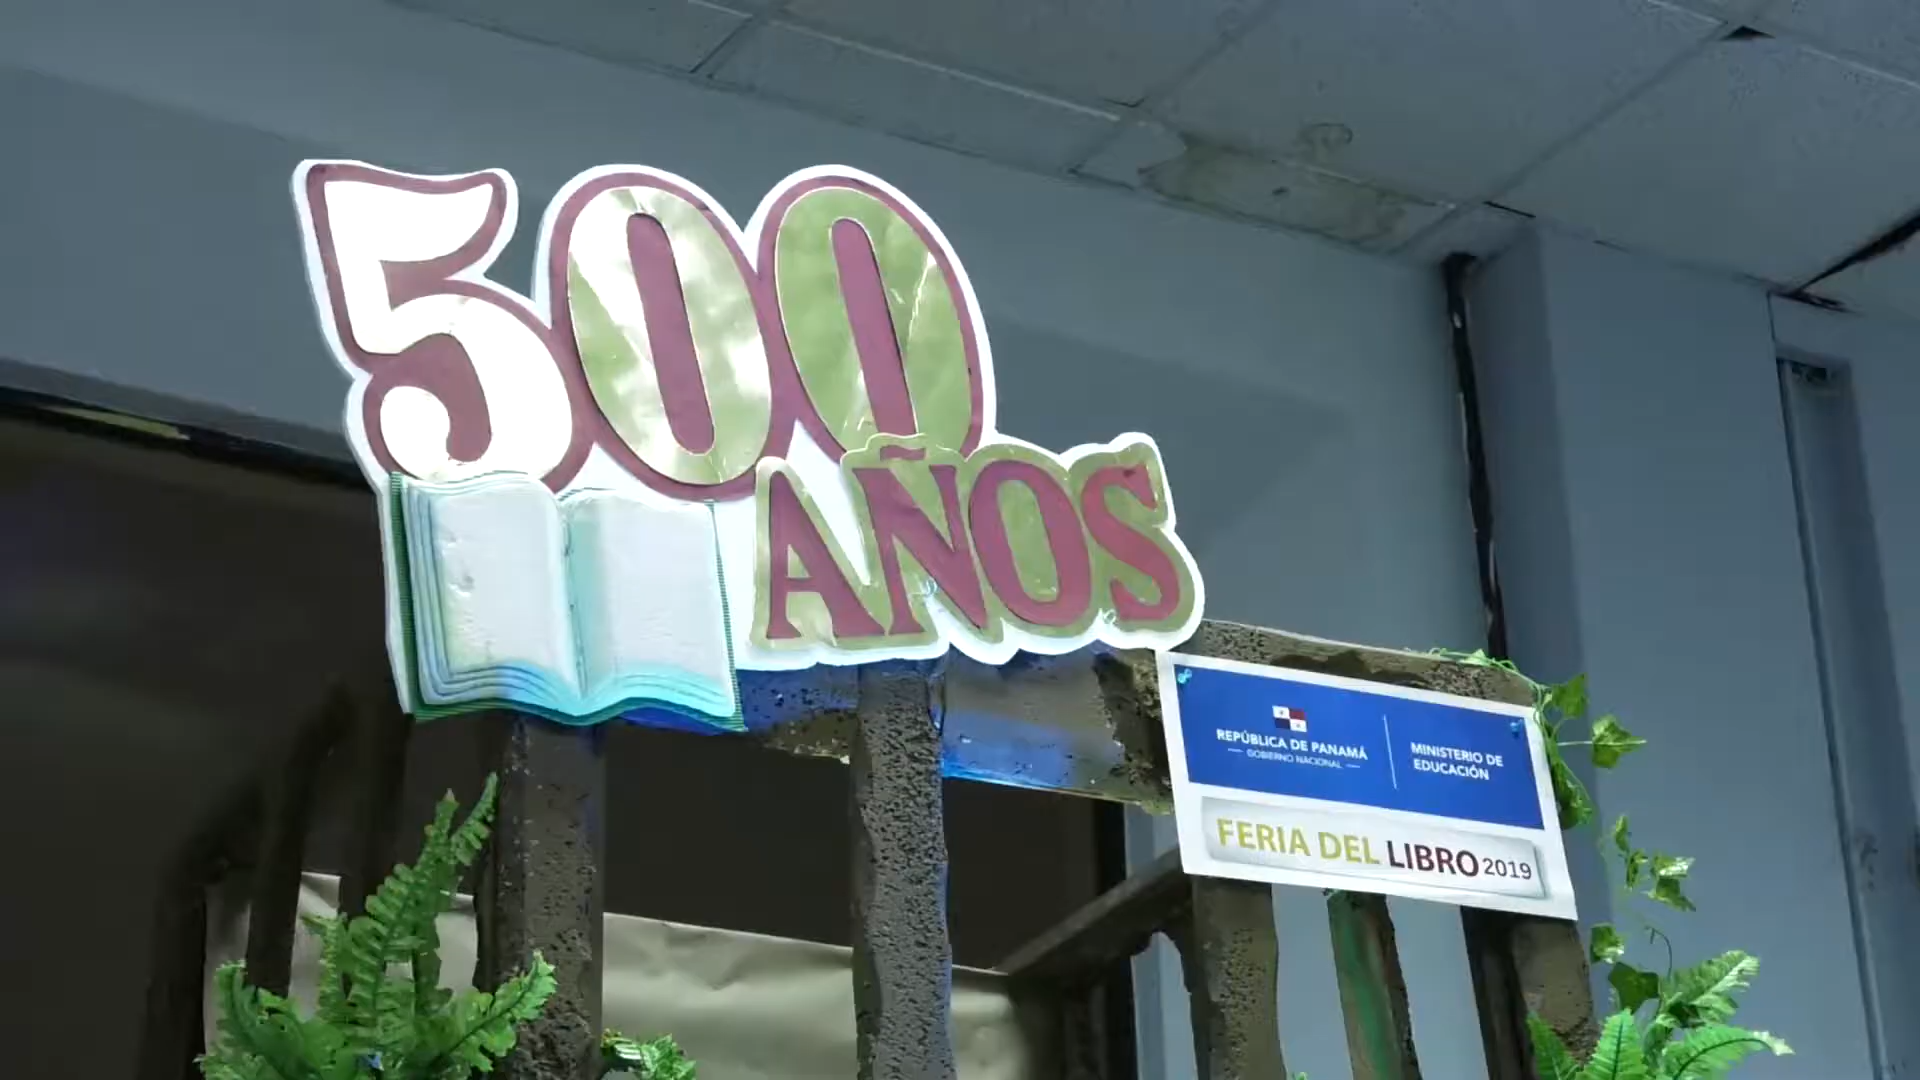 500
AÑOS
REPÚBLICA DE PANAMÁ
— GOBIERNO NACIONAL —
MINISTERIO DE
EDUCACIÓN
FERIA DEL LIBRO 2019